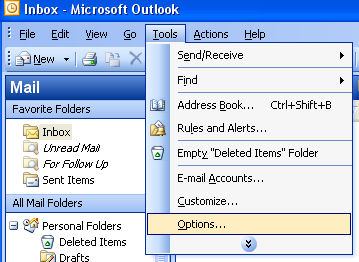 Inbox - Microsoft Outlook
File Edit View Go Tools Actions Help
New
Send/Receive
Find
Address Book... Ctrl+Shift+B
Rules and Alerts...
Empty "Deleted Items" Folder
E-mail Accounts...
Customize...
Options...
Mail
Favorite Folders
Inbox
Unread Mail
For Follow Up
Sent Items
All Mail Folders
Personal Folders
Deleted Items
Drafts